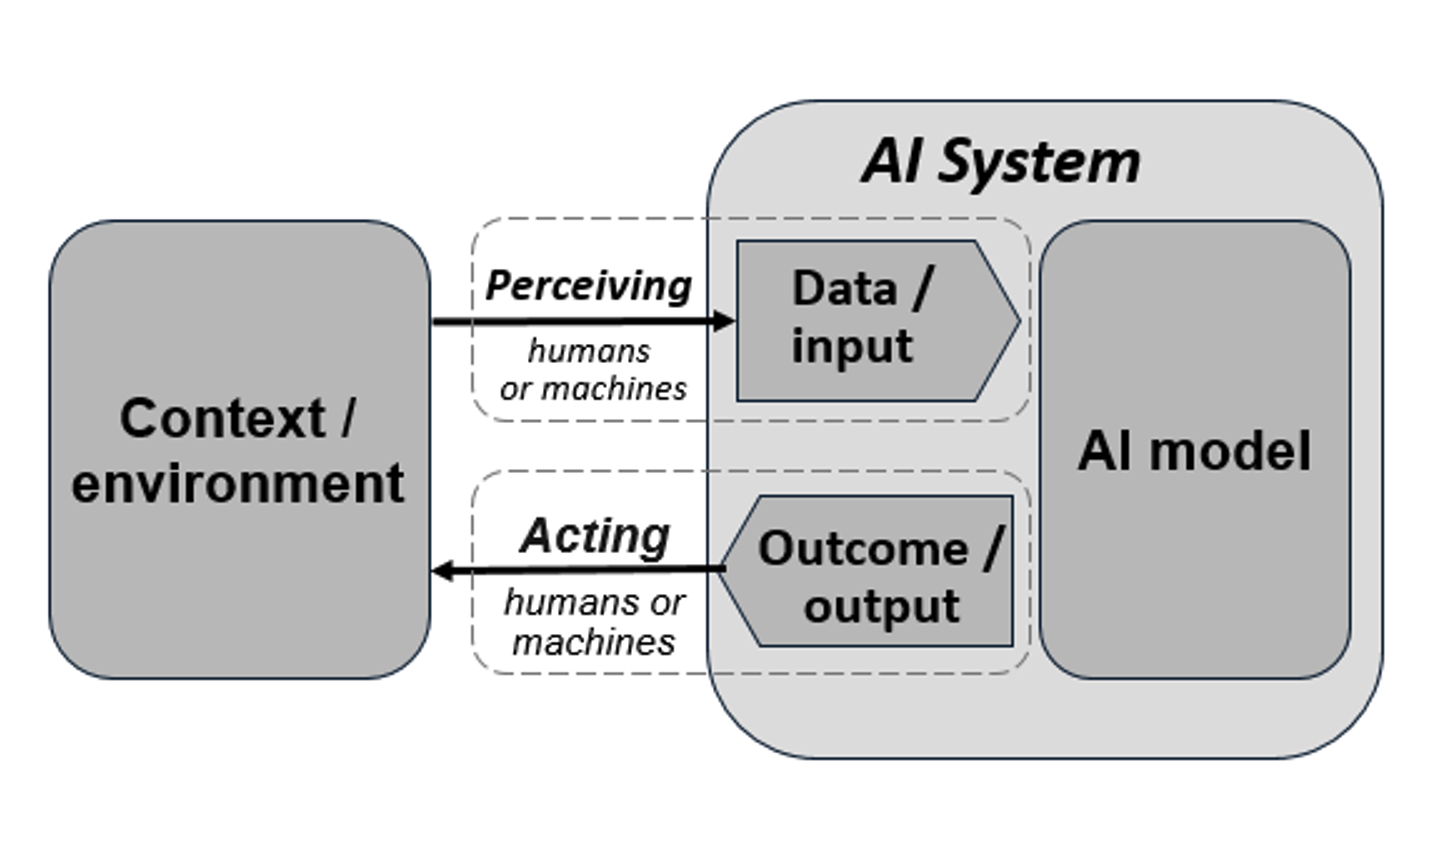 AI System
Context /
environment
Perceiving
humans
or machines
Data /
input
Acting
humans or
machines
Outcome /
output
AI model